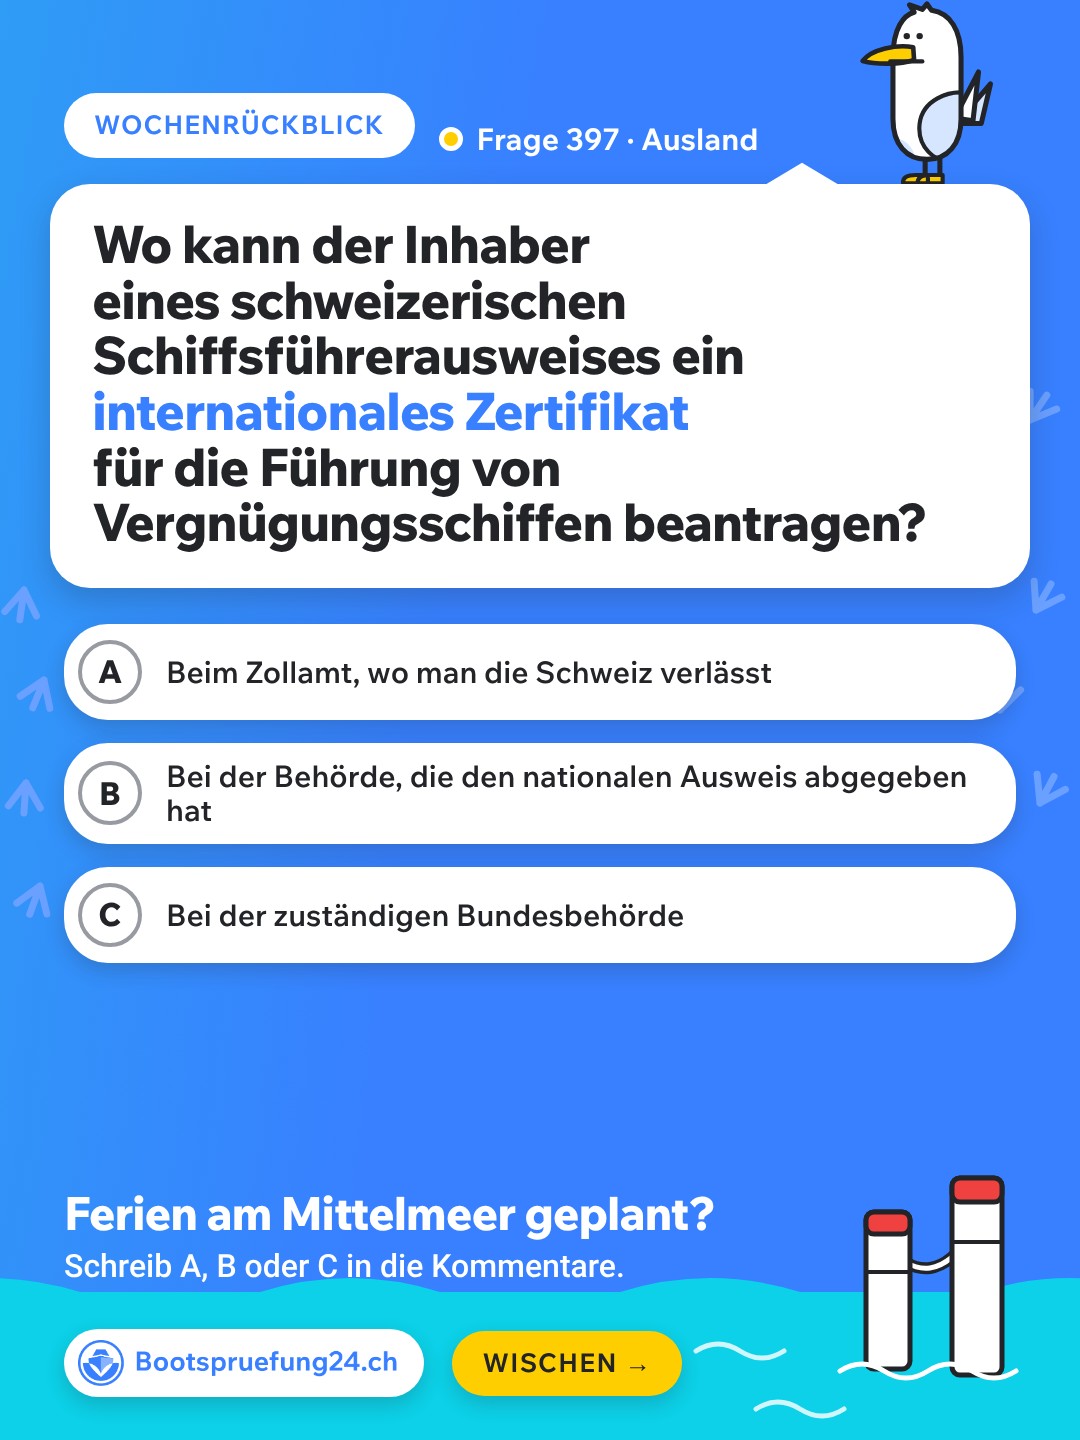 WOCHENRÜCKBLICK
Frage 397 · Ausland
Wo kann der Inhaber
eines schweizerischen
Schiffsführerausweises ein
internationales Zertifikat
für die Führung von
Vergnügungsschiffen beantragen?
A Beim Zollamt, wo man die Schweiz verlässt
B Bei der Behörde, die den nationalen Ausweis abgegeben
hat
C Bei der zuständigen Bundesbehörde
Ferien am Mittelmeer geplant?
Schreib A, B oder C in die Kommentare.
Bootspruefung24.ch
WISCHEN →